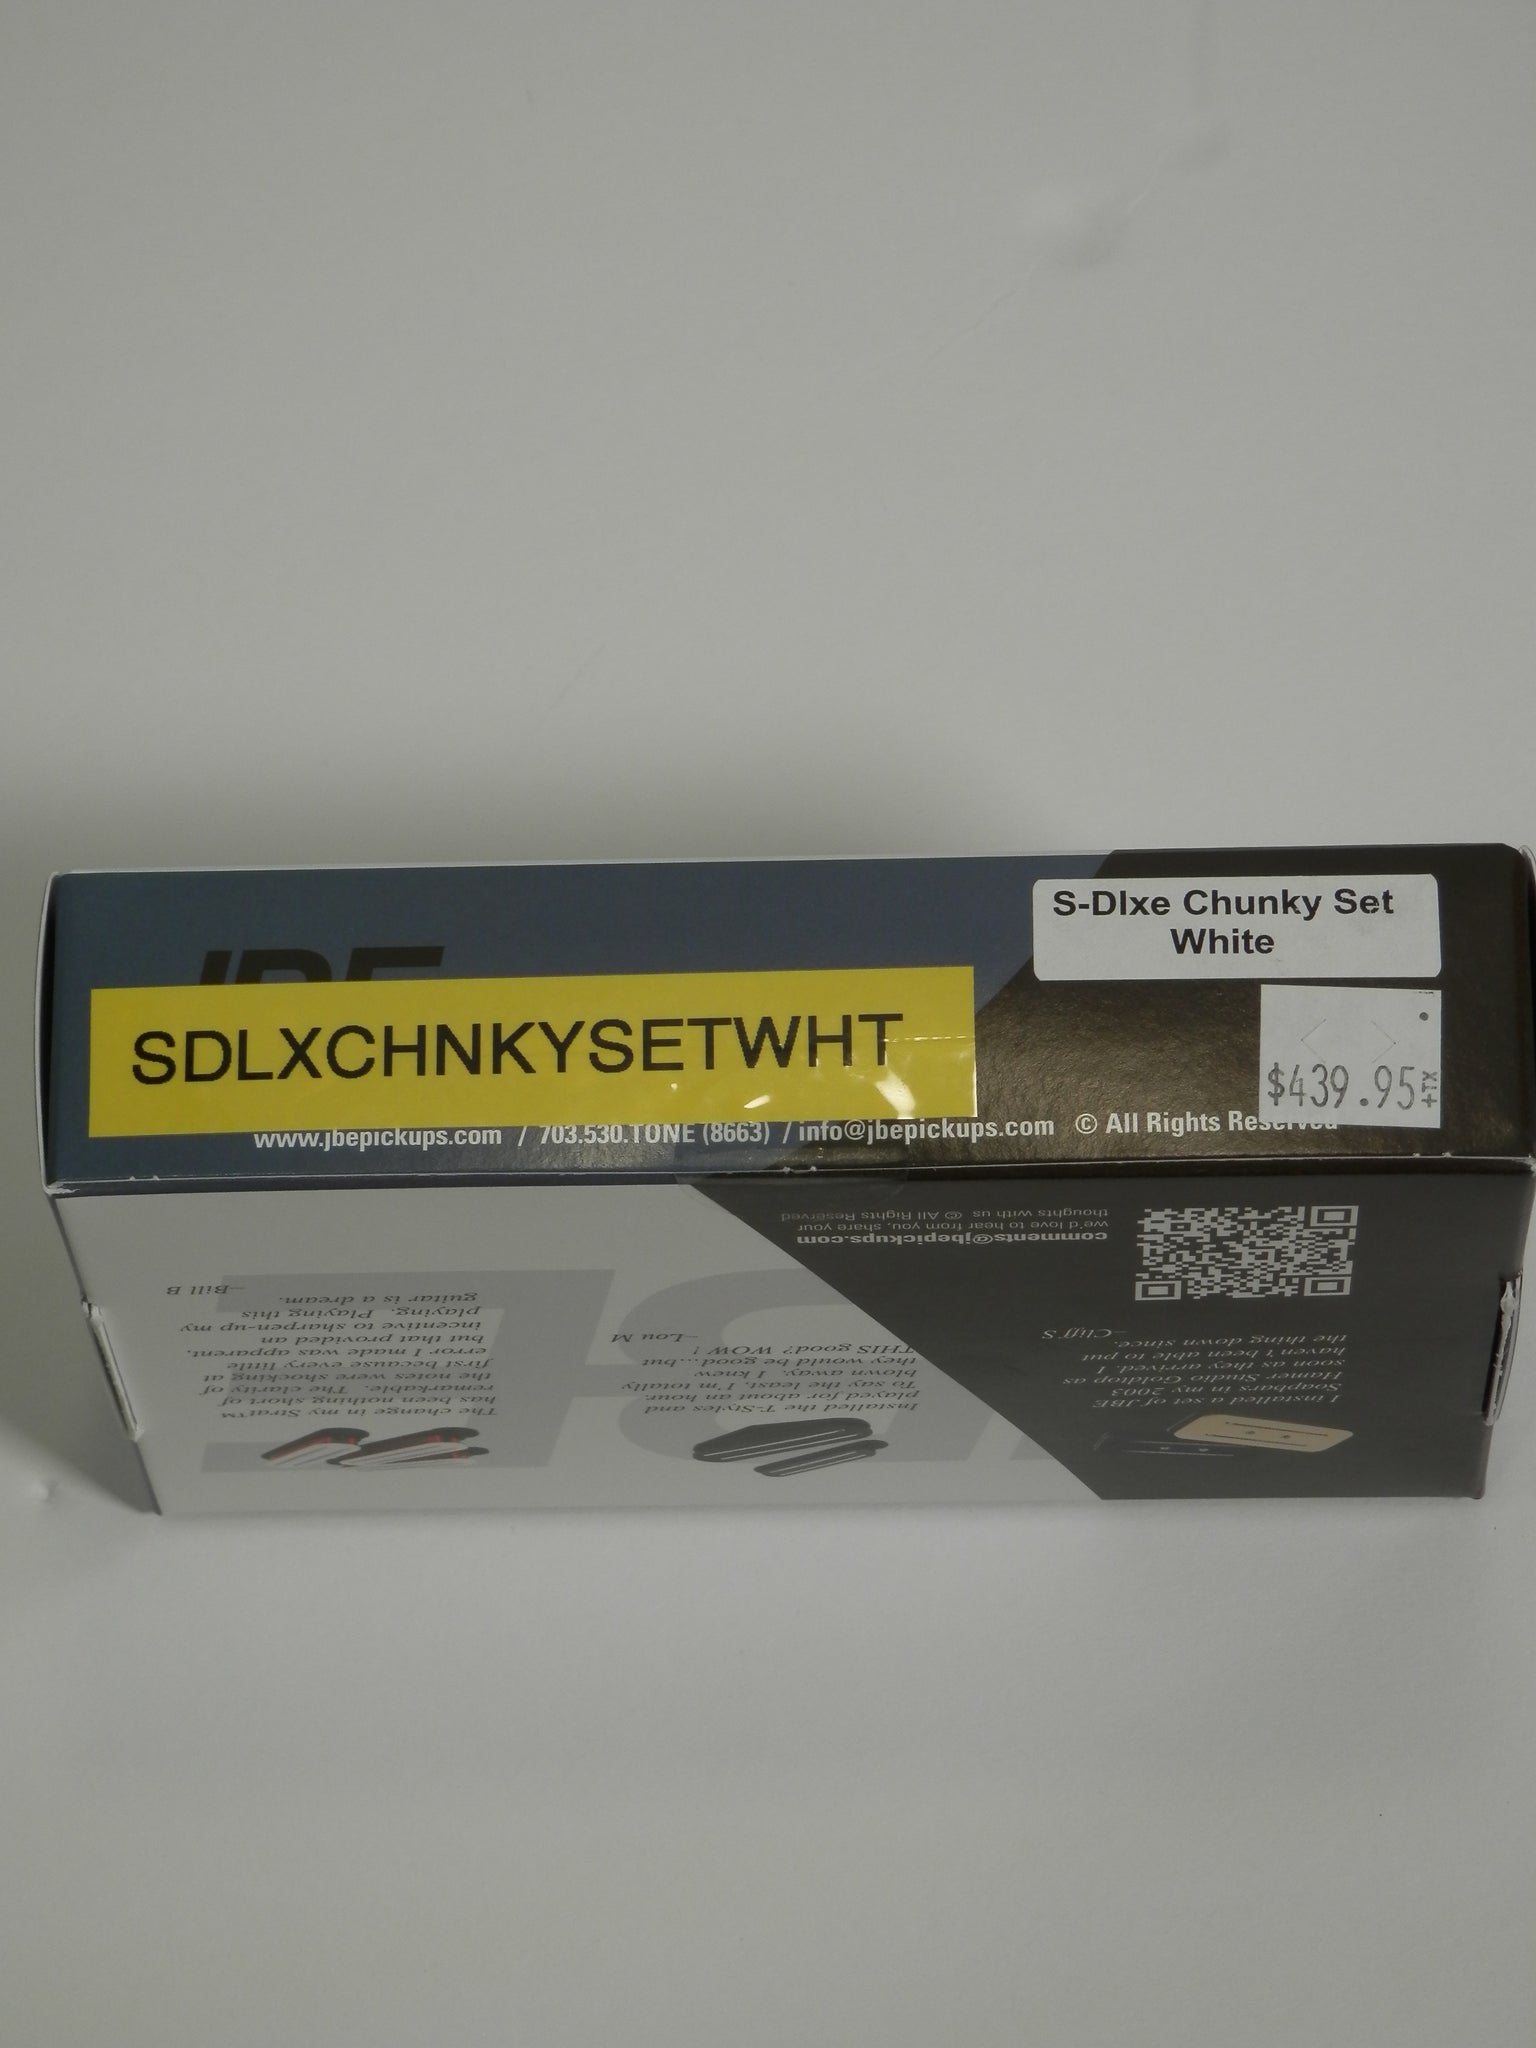 JBE
S-Dlxe Chunky Set
White
SDLXCHNKYSETWHT
$439.95
+TX
www.jbepickups.com / 703.530.TONE (8663) / info@jbepickups.com © All Rights Reserved
comments@jbepickups.com
we'd love to hear from you, share your
thoughts with us © All Rights Reserved
JBE
I installed a set of JBE
Soapbars in my 2003
Hamer Studio Goldtop as
soon as they arrived. I
haven't been able to put
the thing down since.
–Cliff S
Installed the T-Styles and
played for about an hour.
To say the least, I'm totally
blown away. I knew
they would be good, but...
THIS good? WOW !
–Lou M
The change in my Strat™
has been nothing short of
remarkable. The clarity of
the notes were shocking at
first because every little
error I made was apparent,
but that provided an
incentive to sharpen-up my
playing. Playing this
guitar is a dream.
–Bill B